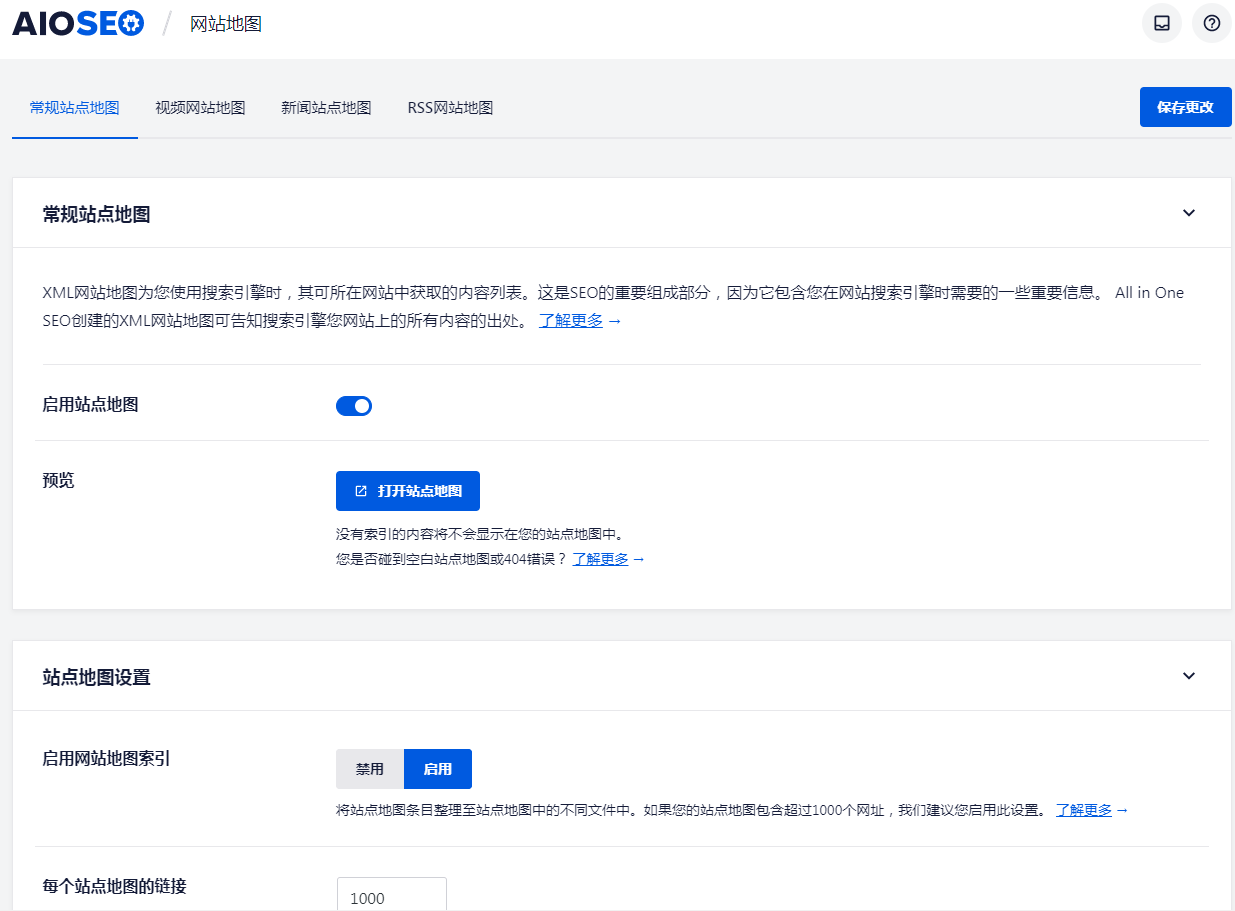 AIOSEO / 网站地图
常规站点地图 视频网站地图 新闻站点地图 RSS网站地图 保存更改
常规站点地图
XML网站地图为您使用搜索引擎时，其可所在网站中获取的内容列表。这是SEO的重要组成部分，因为它包含您在网站搜索引擎时需要的一些重要信息。 All in One
SEO创建的XML网站地图可告知搜索引擎您网站上的所有内容的出处。 了解更多 →
启用站点地图
预览
打开站点地图
没有索引的内容将不会显示在您的站点地图中。
您是否碰到空白站点地图或404错误？ 了解更多 →
站点地图设置
启用网站地图索引
禁用 启用
将站点地图条目整理至站点地图中的不同文件中。如果您的站点地图包含超过1000个网址，我们建议您启用此设置。 了解更多 →
每个站点地图的链接
1000